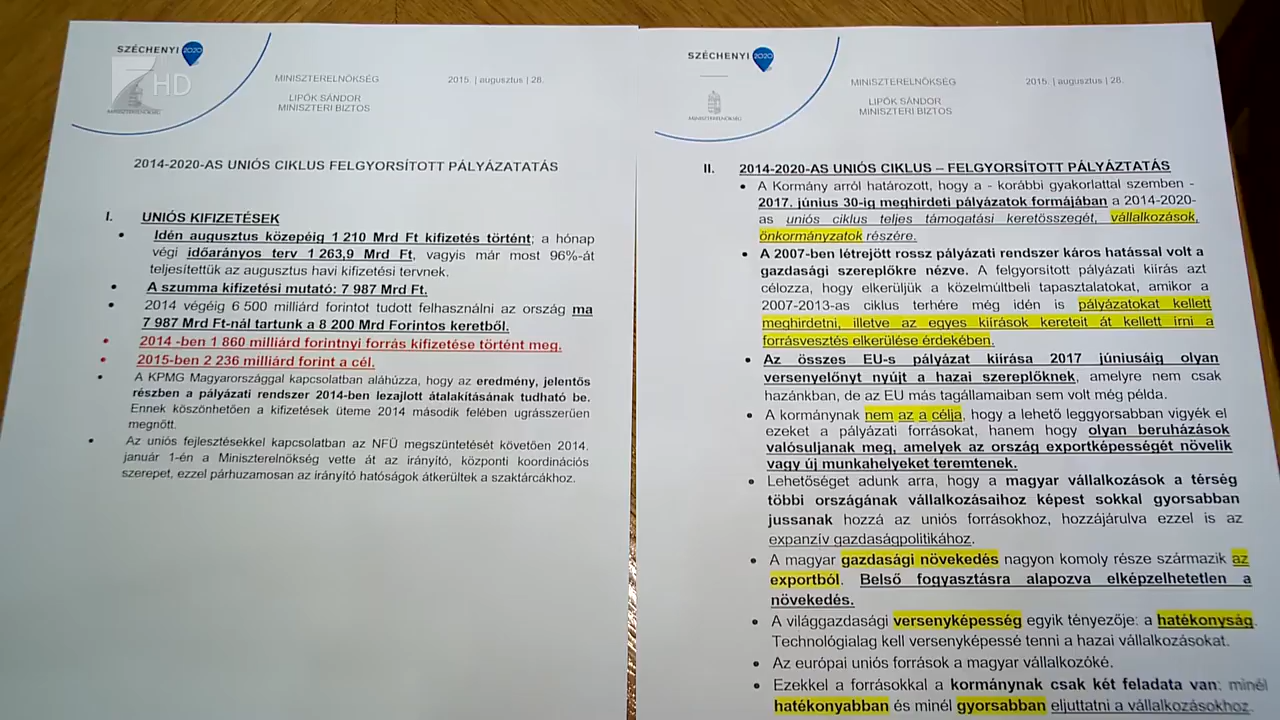 SZÉCHENYI 2020
7 HD
MINISZTERELNÖKSÉG
MINISZTERELNÖKSÉG
2015. | augusztus | 28.
LIPÓK SÁNDOR
MINISZTERI BIZTOS
2014-2020-AS UNIÓS CIKLUS FELGYORSÍTOTT PÁLYÁZATATÁS
I. UNIÓS KIFIZETÉSEK
• Idén augusztus közepéig 1 210 Mrd Ft kifizetés történt; a hónap
végi időarányos terv 1 263,9 Mrd Ft, vagyis már most 96%-át
teljesítettük az augusztus havi kifizetési tervnek.
• A szumma kifizetési mutató: 7 987 Mrd Ft.
• 2014 végéig 6 500 milliárd forintot tudott felhasználni az ország ma
7 987 Mrd Ft-nál tartunk a 8 200 Mrd Forintos keretből.
• 2014 -ben 1 860 milliárd forintnyi forrás kifizetése történt meg.
• 2015-ben 2 236 milliárd forint a cél.
• A KPMG Magyarországgal kapcsolatban aláhúzza, hogy az eredmény, jelentős
részben a pályázati rendszer 2014-ben lezajlott átalakításának tudható be.
Ennek köszönhetően a kifizetések üteme 2014 második felében ugrásszerűen
megnőtt.
• Az uniós fejlesztésekkel kapcsolatban az NFÜ megszüntetését követően 2014.
január 1-én a Miniszterelnökség vette át az irányító, központi koordinációs
szerepet, ezzel párhuzamosan az irányító hatóságok átkerültek a szaktárcákhoz.
SZÉCHENYI 2020
MINISZTERELNÖKSÉG
MINISZTERELNÖKSÉG
2015. | augusztus | 28.
LIPÓK SÁNDOR
MINISZTERI BIZTOS
II. 2014-2020-AS UNIÓS CIKLUS – FELGYORSÍTOTT PÁLYÁZTATÁS
• A Kormány arról határozott, hogy a - korábbi gyakorlattal szemben -
2017. június 30-ig meghirdeti pályázatok formájában a 2014-2020-
as uniós ciklus teljes támogatási keretösszegét, vállalkozások,
önkormányzatok részére.
• A 2007-ben létrejött rossz pályázati rendszer káros hatással volt a
gazdasági szereplőkre nézve. A felgyorsított pályázati kiírás azt
célozza, hogy elkerüljük a közelmúltbeli tapasztalatokat, amikor a
2007-2013-as ciklus terhére még idén is pályázatokat kellett
meghirdetni, illetve az egyes kiírások kereteit át kellett írni a
forrásvesztés elkerülése érdekében.
• Az összes EU-s pályázat kiírása 2017 júniusáig olyan
versenyelőnyt nyújt a hazai szereplőknek, amelyre nem csak
hazánkban, de az EU más tagállamaiban sem volt még példa.
• A kormánynak nem az a célja, hogy a lehető leggyorsabban vigyék el
ezeket a pályázati forrásokat, hanem hogy olyan beruházások
valósuljanak meg, amelyek az ország exportképességét növelik
vagy új munkahelyeket teremtenek.
• Lehetőséget adunk arra, hogy a magyar vállalkozások a térség
többi országának vállalkozásaihoz képest sokkal gyorsabban
jussanak hozzá az uniós forrásokhoz, hozzájárulva ezzel is az
expanzív gazdaságpolitikához.
• A magyar gazdasági növekedés nagyon komoly része származik az
exportból. Belső fogyasztásra alapozva elképzelhetetlen a
növekedés.
• A világgazdasági versenyképesség egyik tényezője: a hatékonyság.
Technológialag kell versenyképessé tenni a hazai vállalkozásokat.
• Az európai uniós források a magyar vállalkozóké.
• Ezekkel a forrásokkal a kormánynak csak két feladata van: minél
hatékonyabban és minél gyorsabban eljuttatni a vállalkozásokhoz.